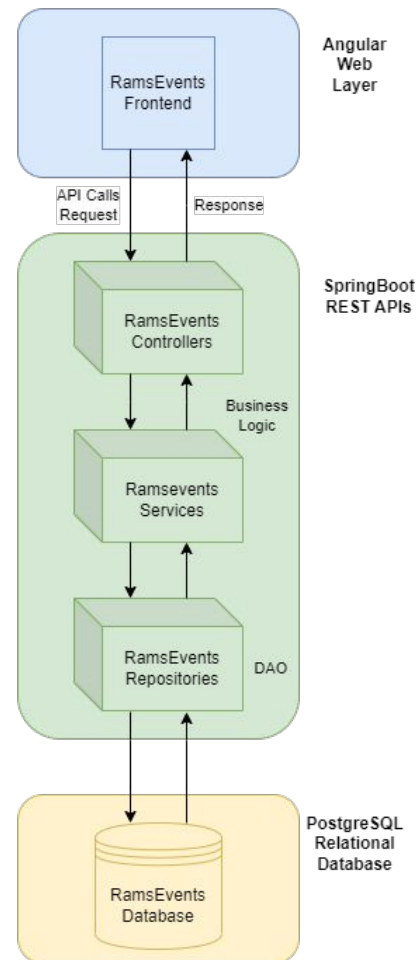 RamsEvents
Frontend
Angular
Web
Layer
API Calls
Request
Response
SpringBoot
REST APIs
RamsEvents
Controllers
Business
Logic
Ramsevents
Services
RamsEvents
Repositories
DAO
PostgreSQL
Relational
Database
RamsEvents
Database